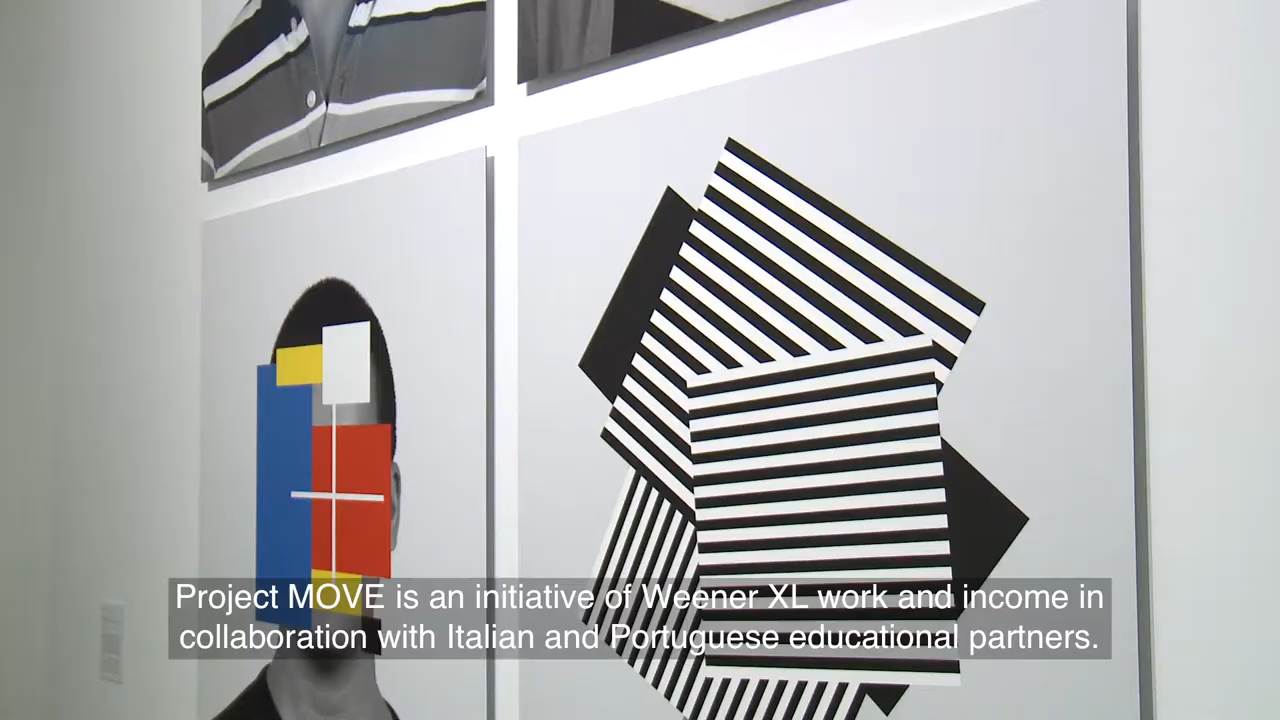 Project MOVE is an initiative of Weener XL work and income in
collaboration with Italian and Portuguese educational partners.